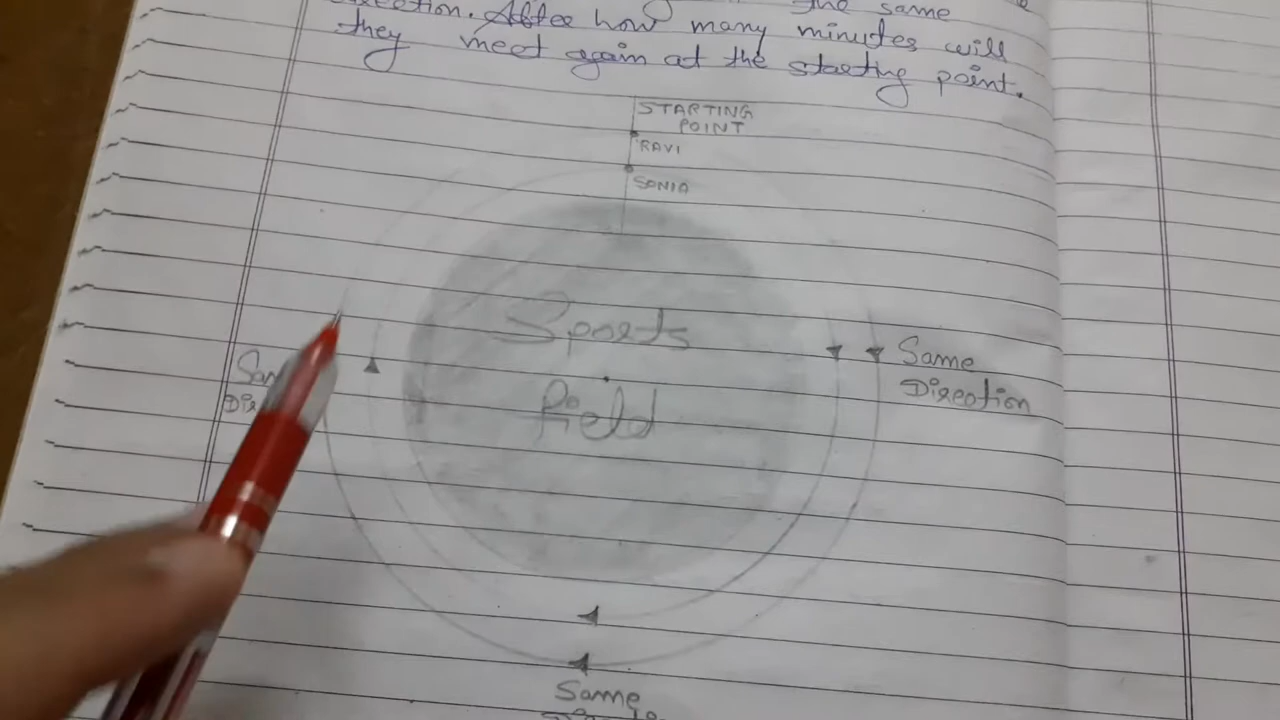 the same
After how many minutes will
they meet again at the starting point.
STARTING
POINT
RAVI
SONIA
Sports
field
Same
Direction
Same